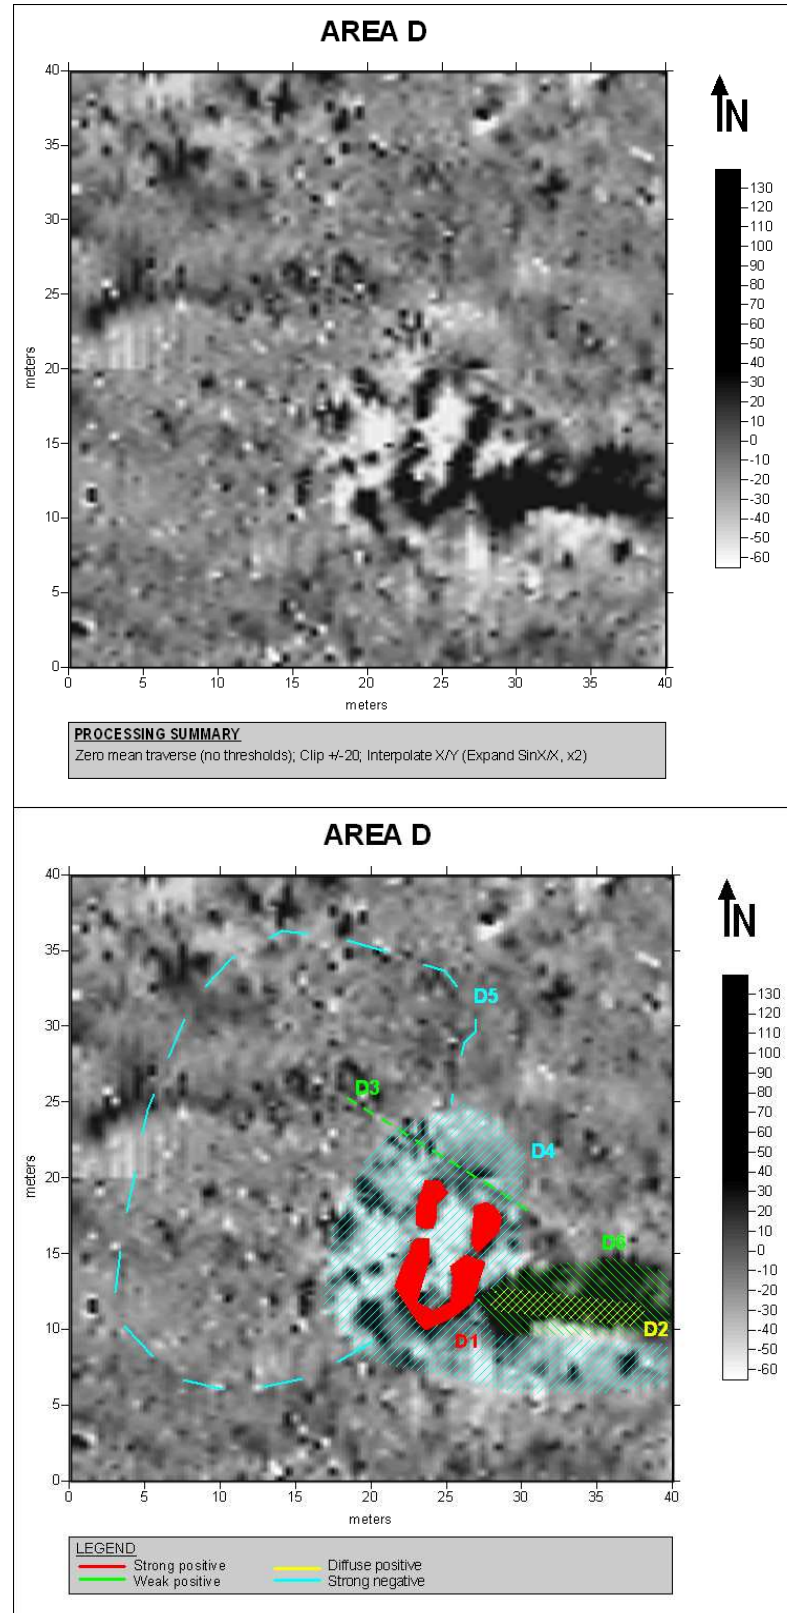 AREA D
N
40
35
30
25
20
15
10
5
0
meters
0 5 10 15 20 25 30 35 40
meters
130
120
100
90
80
70
60
50
40
30
20
10
0
-10
-20
-30
-40
-50
-60
PROCESSING SUMMARY
Zero mean traverse (no thresholds); Clip +/-20; Interpolate X/Y (Expand SinX/X, x2)
AREA D
N
40
35
30
25
20
15
10
5
0
meters
D5
D3
D4
D6
D2
D1
0 5 10 15 20 25 30 35 40
meters
130
120
100
90
80
70
60
50
40
30
20
10
0
-10
-20
-30
-40
-50
-60
LEGEND
Strong positive Diffuse positive
Weak positive Strong negative